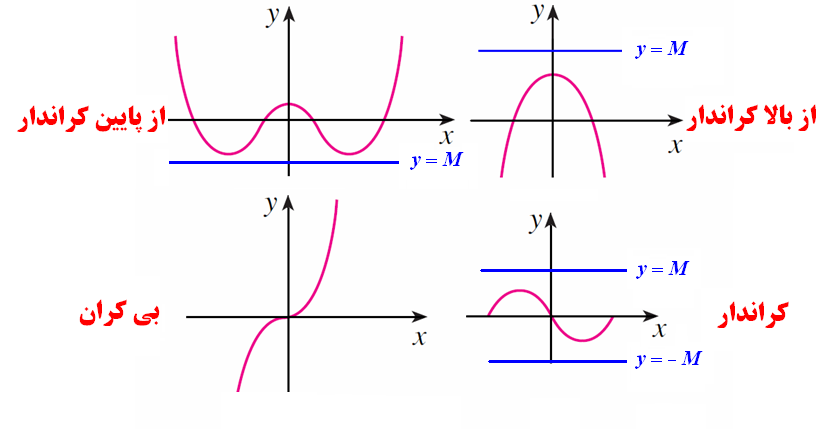 y
y = M
از بالا کراندار
x
y
از پایین کراندار
x
y = M
y
y = M
کراندار
x
y = – M
y
بی کران
x